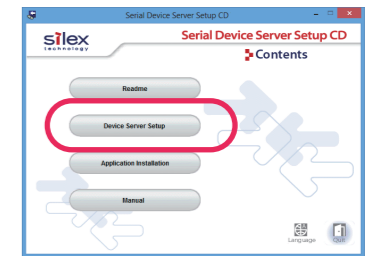 Serial Device Server Setup CD
silex
technology
Serial Device Server Setup CD
Contents
Readme
Device Server Setup
Application Installation
Manual
Language
Quit